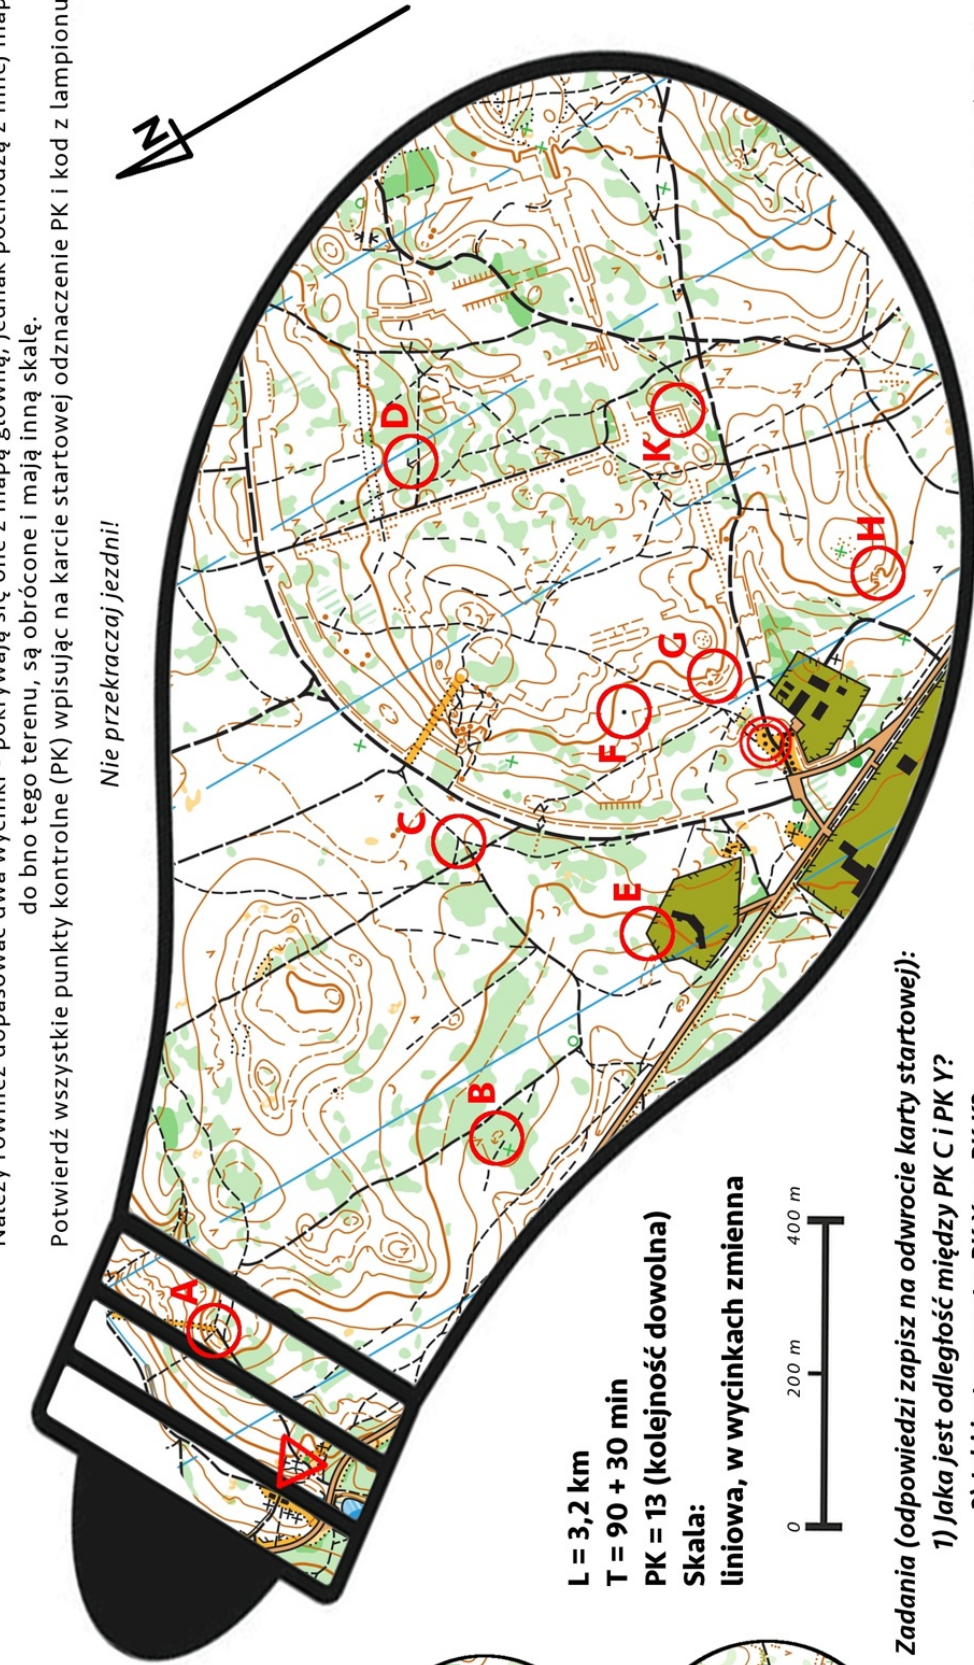 do bno tego terenu, są obrócone i mają inną skalę.
Potwierdź wszystkie punkty kontrolne (PK) wpisując na karcie startowej odznaczenie PK i kod z lampionu
Nie przekraczaj jezdni!
N
A
B
C
D
E
F
G
H
K
L = 3,2 km
T = 90 + 30 min
PK = 13 (kolejność dowolna)
Skala:
liniowa, w wycinkach zmienna
0 200 m 400 m
Zadania (odpowiedzi zapisz na odwrocie karty startowej):
1) Jaka jest odległość między PK C i PK Y?